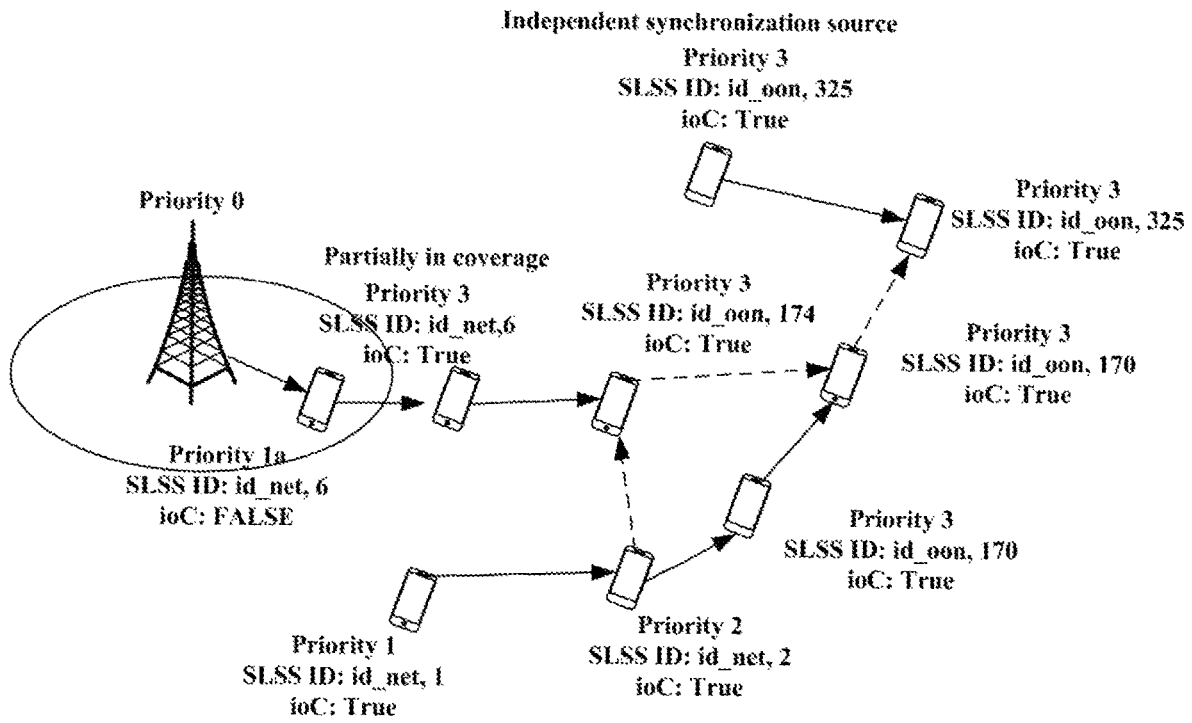 Independent synchronization source
Priority 3
SLSS ID: id_oon, 325
ioC: True
Priority 0
Priority 3
SLSS ID: id_oon, 325
ioC: True
Partially in coverage
Priority 3
SLSS ID: id_net,6
ioC: True
Priority 3
SLSS ID: id_oon, 174
ioC: True
Priority 3
SLSS ID: id_oon, 170
ioC: True
Priority 1a
SLSS ID: id_net, 6
ioC: FALSE
Priority 3
SLSS ID: id_oon, 170
ioC: True
Priority 1
SLSS ID: id_net, 1
ioC: True
Priority 2
SLSS ID: id_net, 2
ioC: True